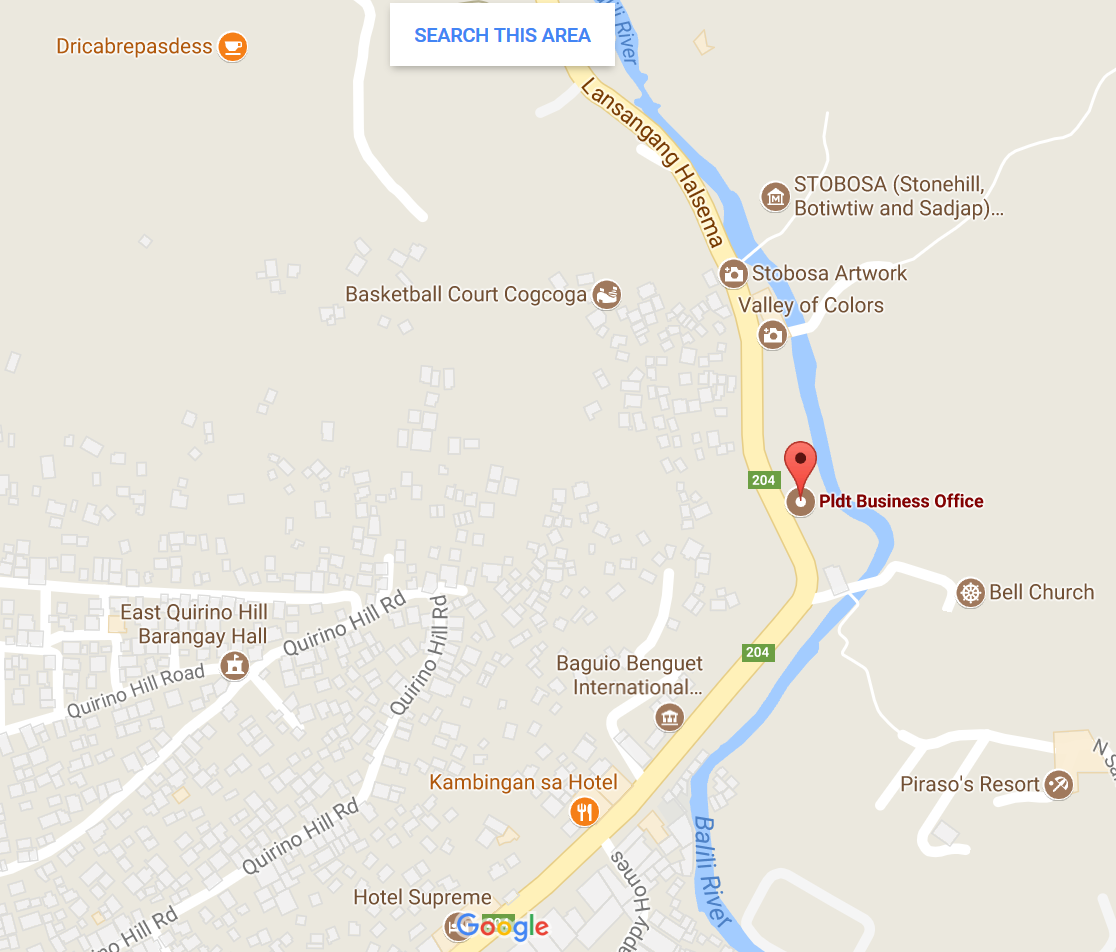 SEARCH THIS AREA
Dricabrepasdess
River
Lansangang Halsema
STOBOSA (Stonehill,
Botiwtiw and Sadjap)...
Stobosa Artwork
Basketball Court Cogcoga
Valley of Colors
204
Pldt Business Office
Bell Church
East Quirino Hill
Barangay Hall
Quirino Hill Rd
Quirino Hill Rd
Quirino Hill Road
204
Baguio Benguet
International...
N
Piraso's Resort
Kambingan sa Hotel
Quirino Hill Rd
Balili River
Homes
Hotel Supreme
Google
Hill Rd